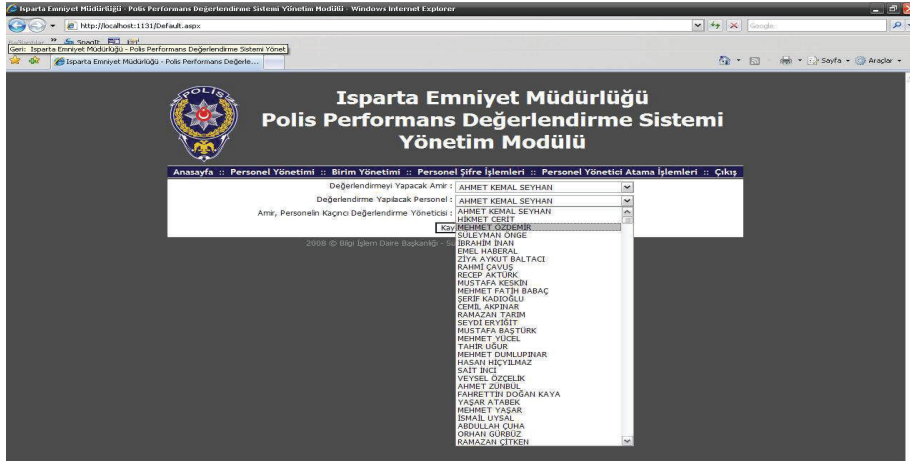 Isparta Emniyet Müdürlüğü - Polis Performans Değerlendirme Sistemi Yönetim Modülü - Windows Internet Explorer
http://localhost:1131/Default.aspx
Google
SnagIt
Geri: Isparta Emniyet Müdürlüğü - Polis Performans Değerlendirme Sistemi Yönet
Isparta Emniyet Müdürlüğü - Polis Performans Değerle...
Sayfa
Araçlar
POLİS
Isparta Emniyet Müdürlüğü
Polis Performans Değerlendirme Sistemi
Yönetim Modülü
Anasayfa :: Personel Yönetimi :: Birim Yönetimi :: Personel Şifre İşlemleri :: Personel Yönetici Atama İşlemleri :: Çıkış
Değerlendirmeyi Yapacak Amir : AHMET KEMAL SEYHAN
Değerlendirme Yapılacak Personel : AHMET KEMAL SEYHAN
Amir, Personelin Kaçıncı Değerlendirme Yöneticisi :
Kay
2008 © Bilgi İşlem Daire Başkanlığı - Sü
AHMET KEMAL SEYHAN
HİKMET CERİT
MEHMET ÖZDEMİR
SÜLEYMAN ÖNGE
İBRAHİM İNAN
EMEL HABERAL
ZİYA AYKUT BALTACI
RAHMİ ÇAVUŞ
RECEP AKTÜRK
MUSTAFA KESKİN
MEHMET FATİH BABAÇ
ŞERİF KADIOĞLU
CEMİL AKPINAR
RAMAZAN TARIM
SEYDİ ERYİĞİT
MUSTAFA BAŞTÜRK
MEHMET YÜCEL
TAHİR UĞUR
MEHMET DUMLUPINAR
HASAN HİÇYILMAZ
SAİT İNCİ
VEYSEL ÖZÇELİK
AHMET ZÜNBÜL
FAHRETTİN DOĞAN KAYA
YAŞAR ATABEK
MEHMET YAŞAR
İSMAİL UYSAL
ABDULLAH ÇUHA
ORHAN GÜRBÜZ
RAMAZAN ÇİTKEN